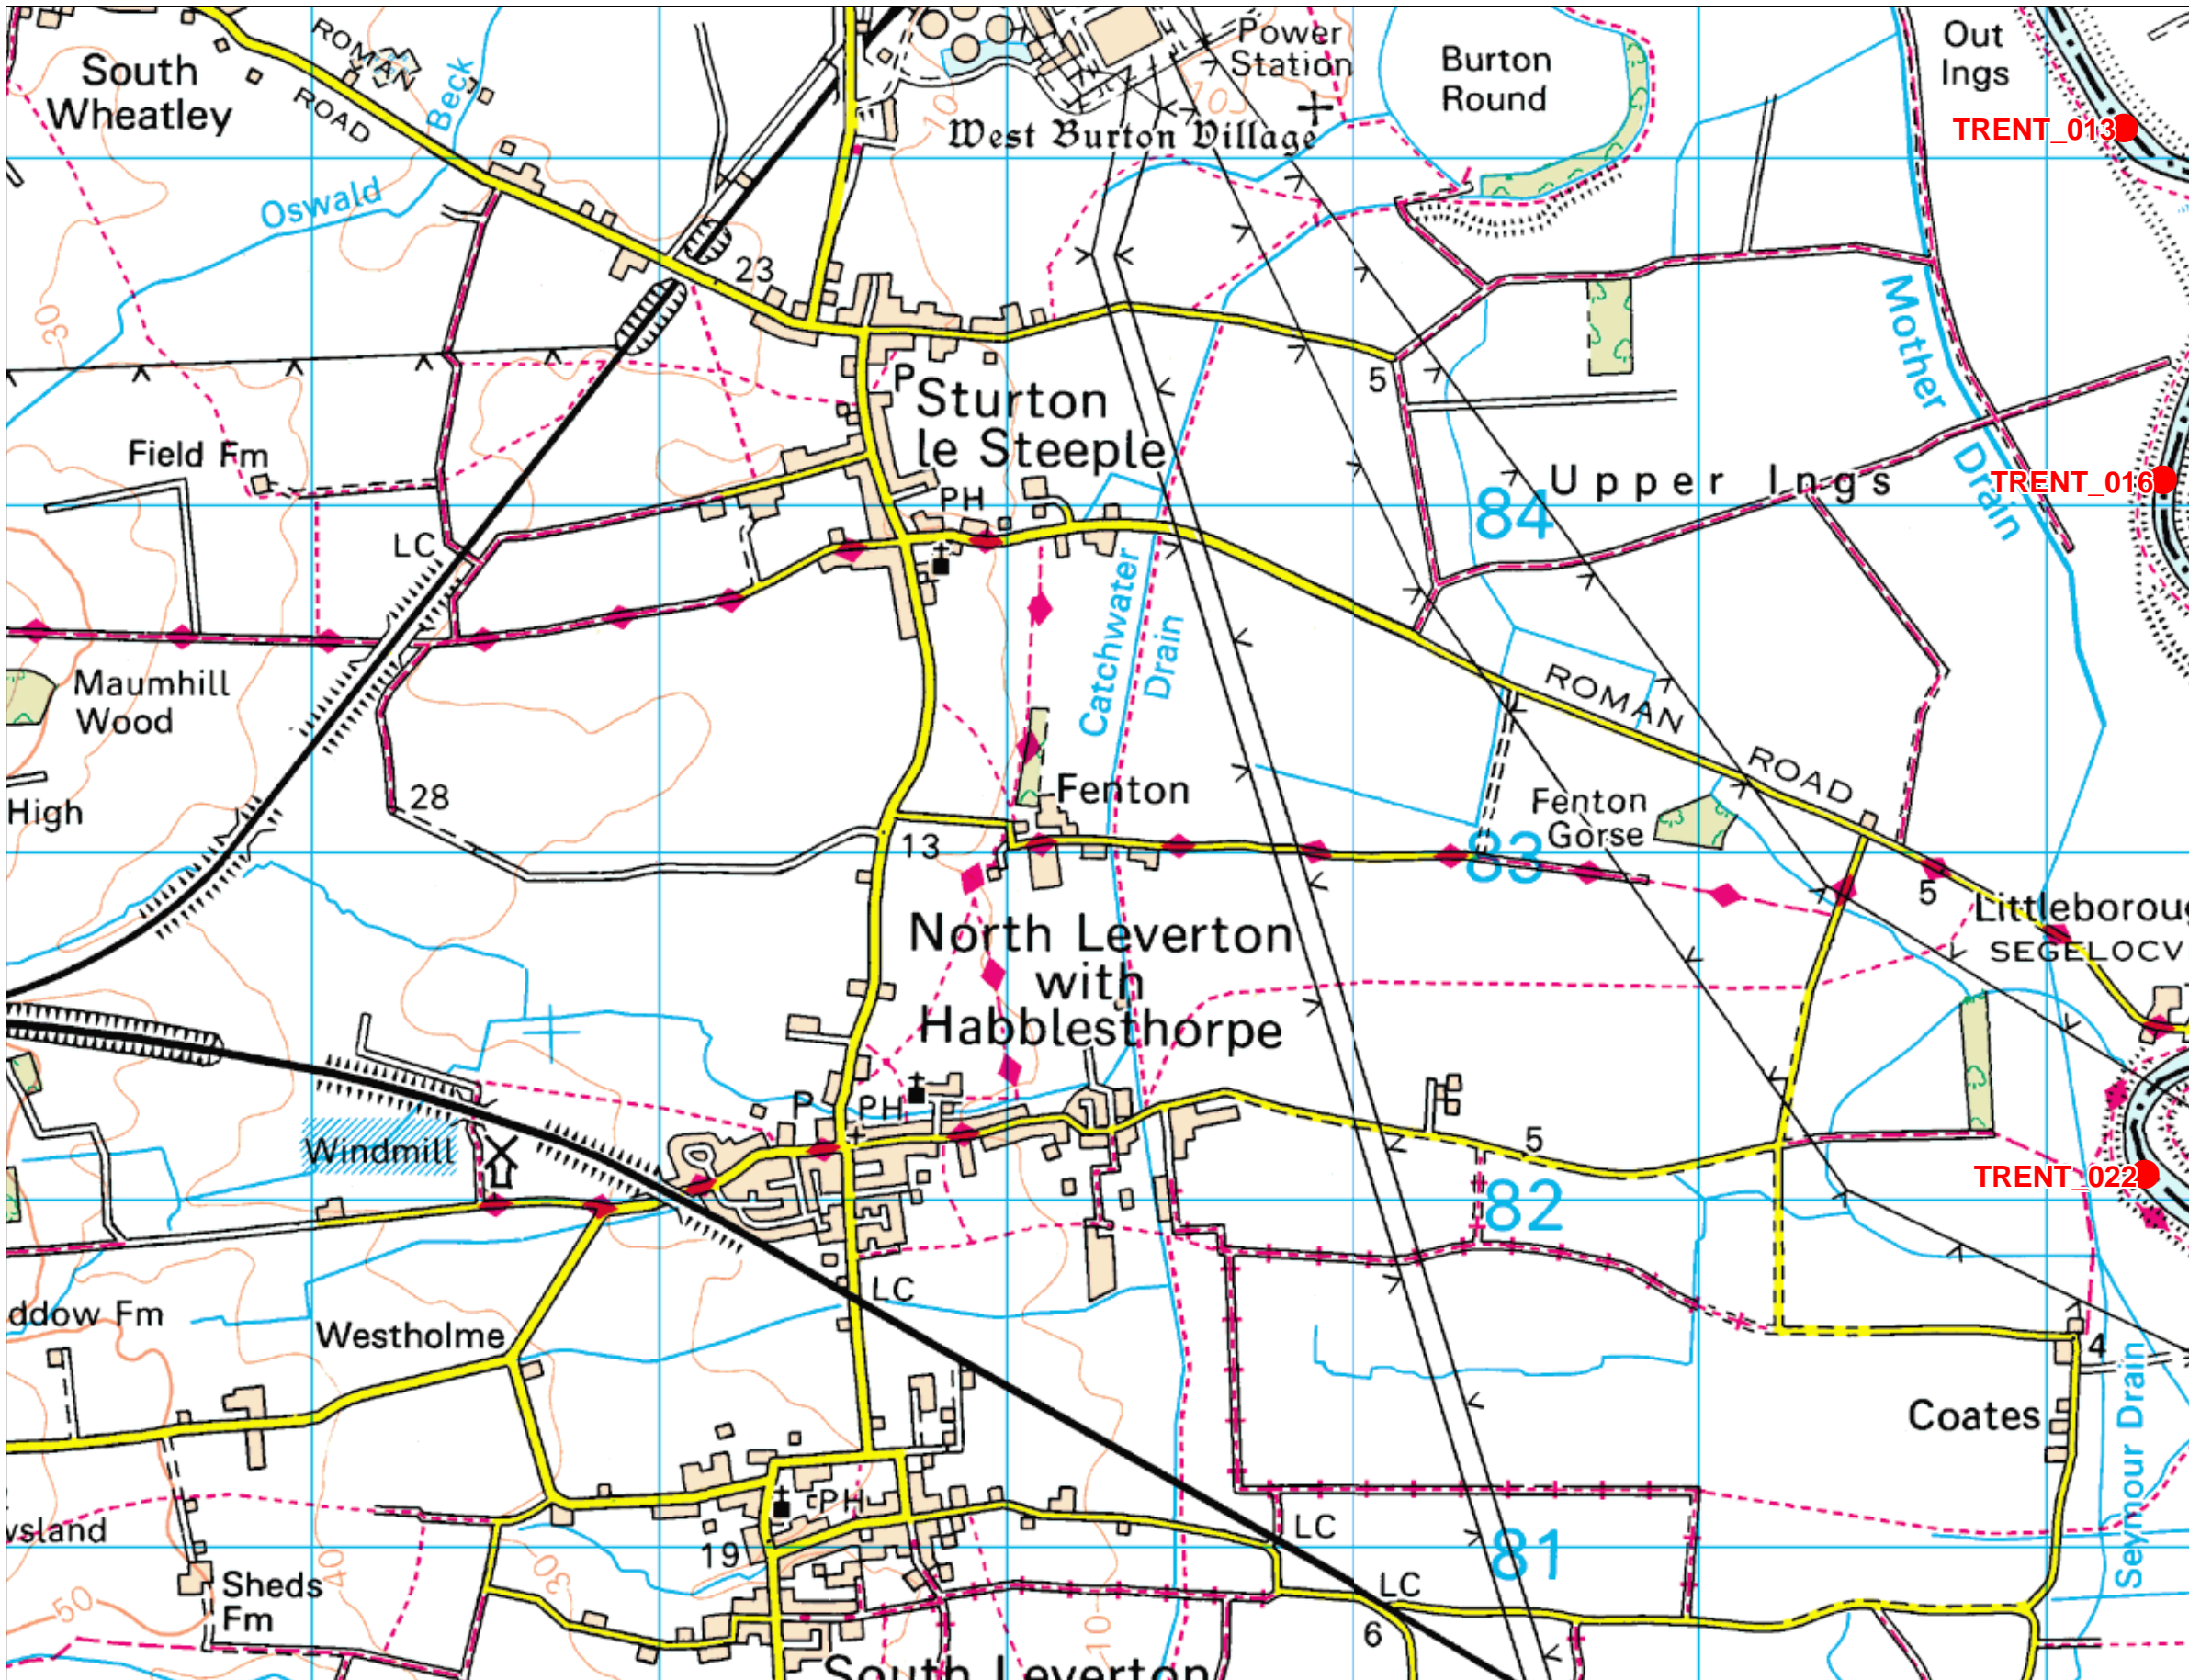 South
Wheatley
ROMAN
ROAD
Beck
Oswald
10
Power
Station
10
West Burton Village
Burton
Round
Out
Ings
TRENT_013
23
30
Mother
Drain
5
P
Sturton
le Steeple
Field Fm
PH
84
Upper Ings
TRENT_016
LC
Catchwater
Drain
Maumhill
Wood
High
28
ROMAN
ROAD
Fenton
Fenton
Gorse
13
83
5
Littleborou
SEGELOCV
North Leverton
with
Habblesthorpe
P
PH
Windmill
5
82
TRENT_022
LC
ddow Fm
Westholme
4
Coates
Seymour Drain
PH
LC
81
19
sland
40
30
50
Sheds
Fm
LC
10
6
South Leverton